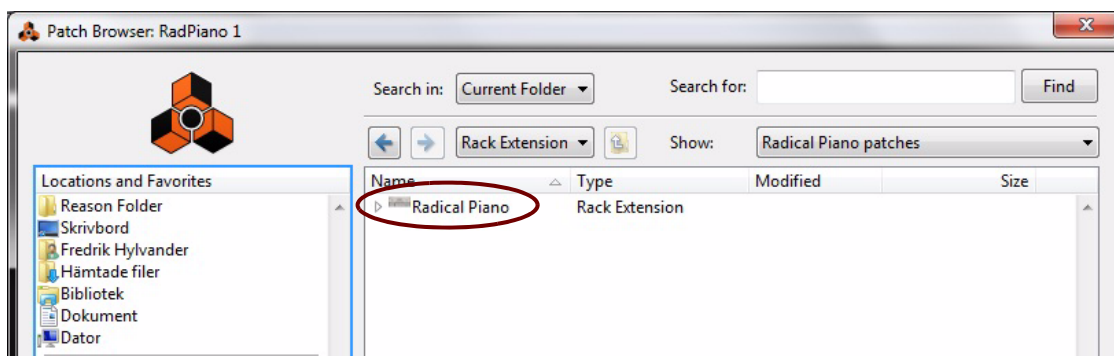 Patch Browser: RadPiano 1
Search in: Current Folder Search for: Find
Rack Extension Show: Radical Piano patches
Locations and Favorites
Reason Folder
Skrivbord
Fredrik Hylvander
Hämtade filer
Bibliotek
Dokument
Dator
Name Type Modified Size
Radical Piano Rack Extension